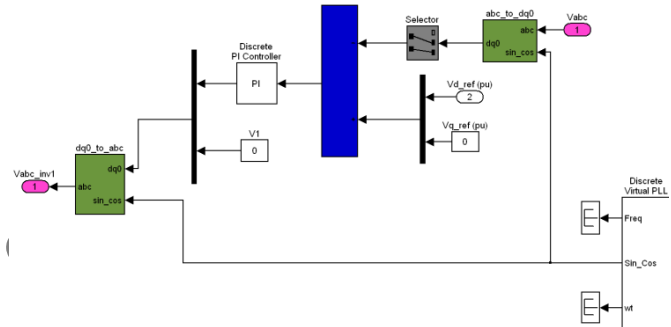 abc_to_dq0
Vabc
Selector
abc
1
dq0
sin_cos
Discrete
PI Controller
PI
Vd_ref (pu)
2
Vq_ref (pu)
0
V1
0
dq0_to_abc
dq0
Vabc_inv1
1
abc
sin_cos
Discrete
Virtual PLL
Freq
Sin_Cos
wt